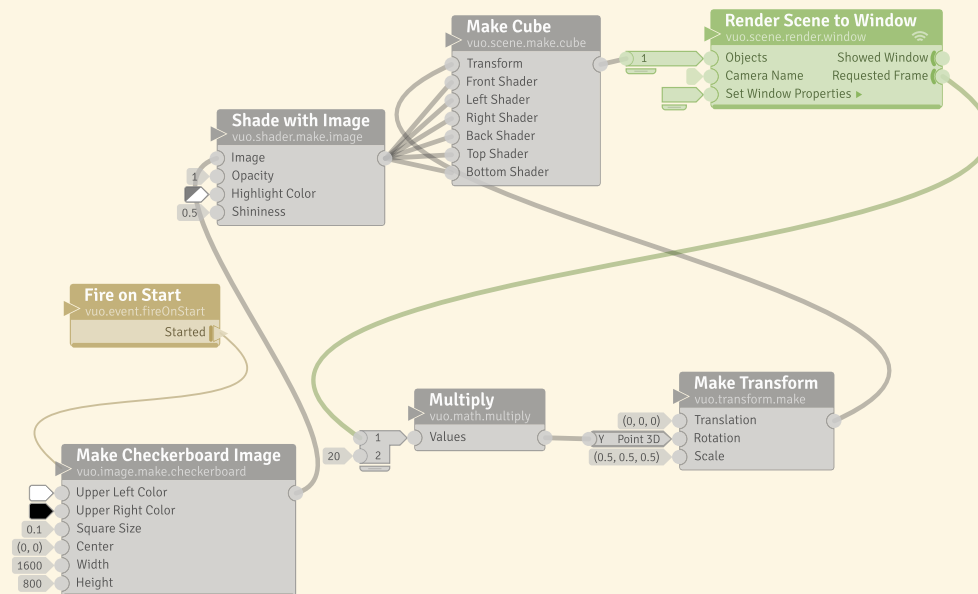 Make Cube
vuo.scene.make.cube
Transform
Front Shader
Left Shader
Right Shader
Back Shader
Top Shader
Bottom Shader
Render Scene to Window
vuo.scene.render.window
1
Objects
Showed Window
Camera Name
Requested Frame
Set Window Properties
Shade with Image
vuo.shader.make.image
Image
1
Opacity
Highlight Color
0.5
Shininess
Fire on Start
vuo.event.fireOnStart
Started
Make Checkerboard Image
vuo.image.make.checkerboard
Upper Left Color
Upper Right Color
0.1
Square Size
(0, 0)
Center
1600
Width
800
Height
Multiply
vuo.math.multiply
1
Values
20
2
Make Transform
vuo.transform.make
(0, 0, 0)
Translation
Y Point 3D
Rotation
(0.5, 0.5, 0.5)
Scale